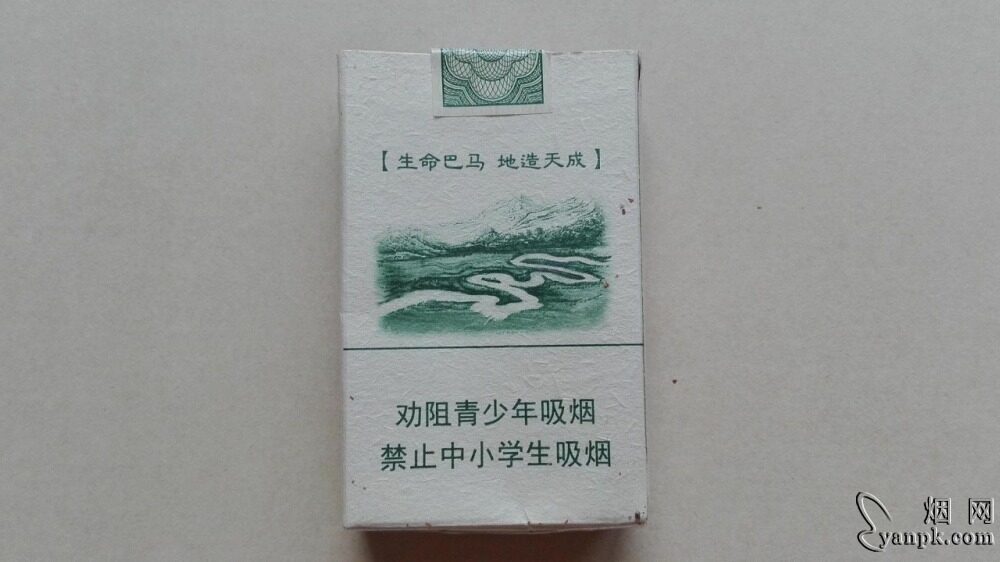 【生命巴马 地造天成】
劝阻青少年吸烟
禁止中小学生吸烟
烟网
yanpk.com